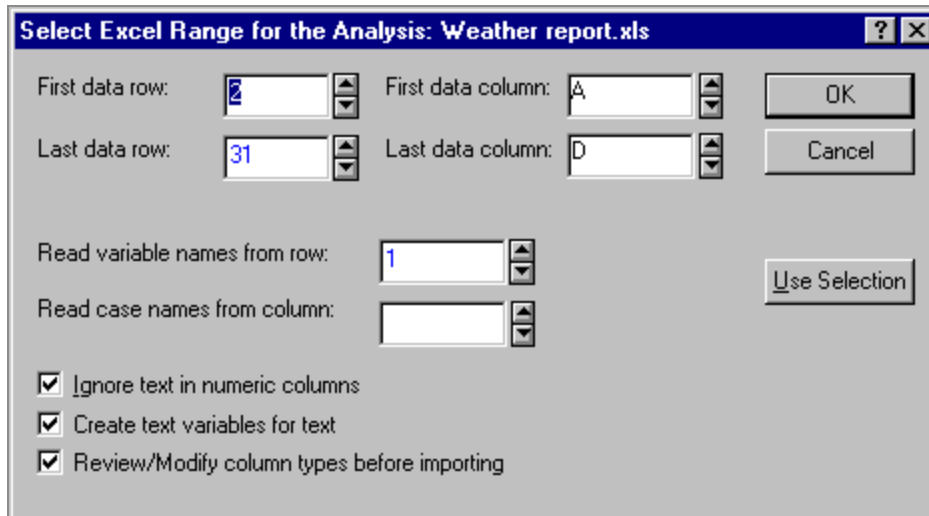 Select Excel Range for the Analysis: Weather report.xls
First data row: 2 First data column: A OK
Last data row: 31 Last data column: D Cancel
Read variable names from row: 1
Use Selection
Read case names from column:
Ignore text in numeric columns
Create text variables for text
Review/Modify column types before importing